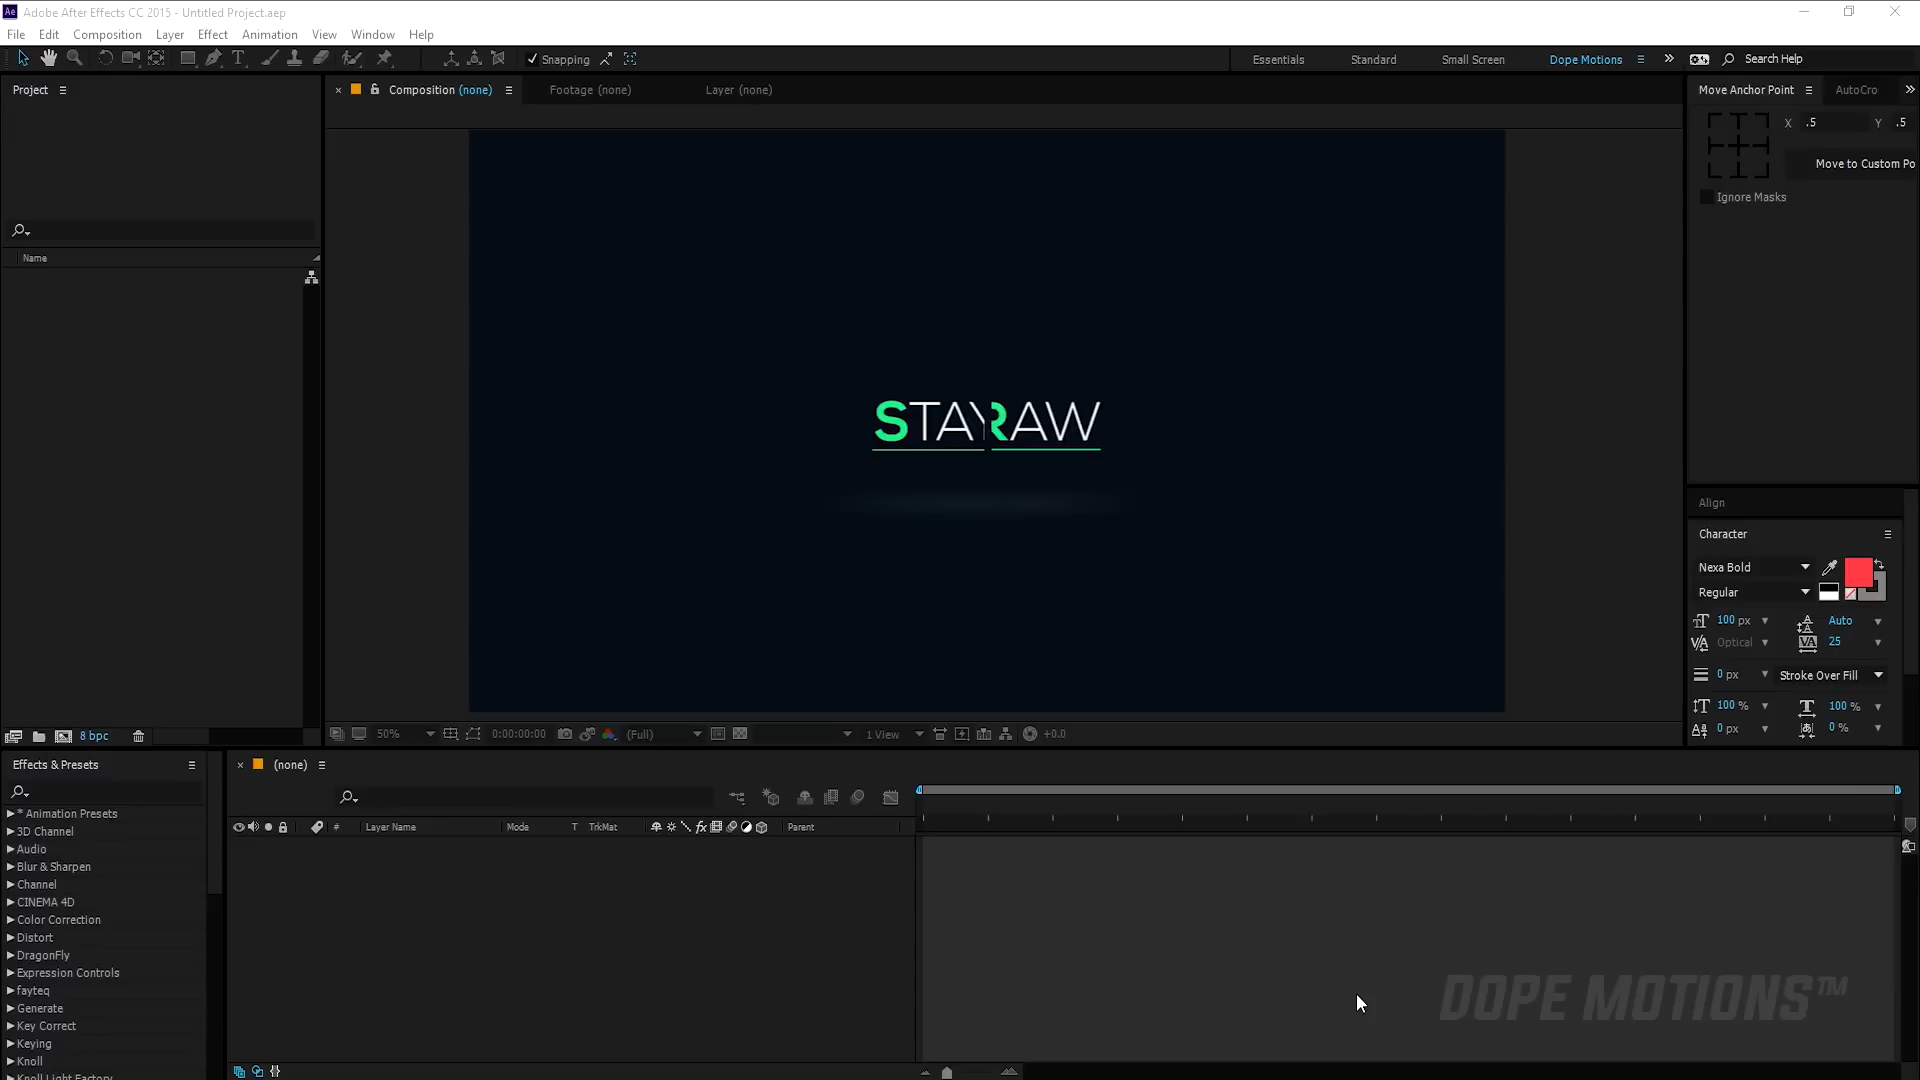 Ae Adobe After Effects CC 2015 - Untitled Project.aep
File Edit Composition Layer Effect Animation View Window Help
T Snapping Essentials Standard Small Screen Dope Motions Search Help
Project
Composition (none) Footage (none) Layer (none)
Move Anchor Point AutoCro
X .5 Y .5
Move to Custom Po
Ignore Masks
Name
STAYRAW
Align
Character
Nexa Bold
Regular
100 px Auto
Optical 25
0 px Stroke Over Fill
100 % 100 %
0 px 0 %
8 bpc
50% 0:00:00:00 (Full) 1 View +0.0
Effects & Presets
(none)
# Layer Name Mode T TrkMat fx Parent
* Animation Presets
3D Channel
Audio
Blur & Sharpen
Channel
CINEMA 4D
Color Correction
Distort
DragonFly
Expression Controls
fayteq
Generate
Key Correct
Keying
Knoll
Knoll Light Factory
DOPE MOTIONS™